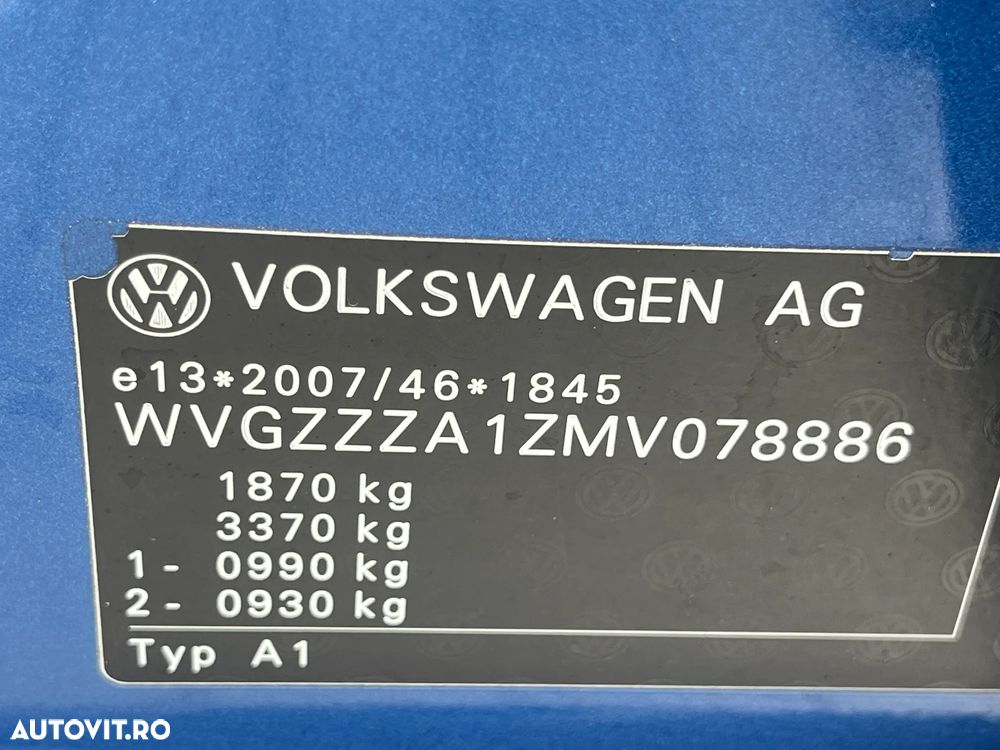 VOLKSWAGEN AG
e13*2007/46*1845
WVGZZZA1ZMV078886
1870 kg
3370 kg
1- 0990 kg
2- 0930 kg
Typ A1
AUTOVIT.RO